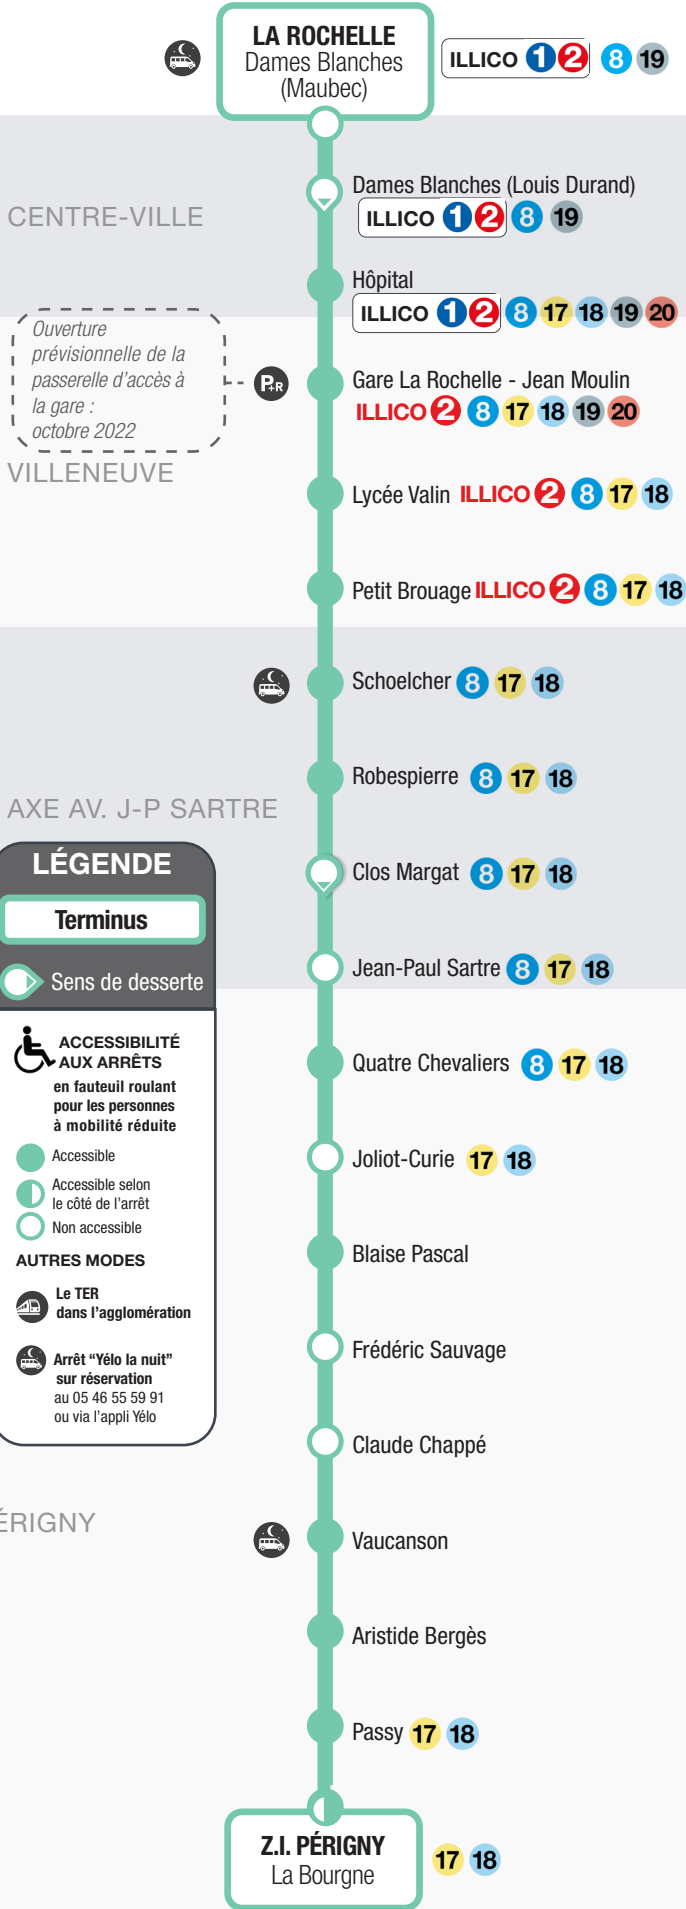 LA ROCHELLE
Dames Blanches
(Maubec)
ILLICO 1 2 8 19
CENTRE-VILLE
Dames Blanches (Louis Durand)
ILLICO 1 2 8 19
Hôpital
ILLICO 1 2 8 17 18 19 20
Ouverture
prévisionnelle de la
passerelle d'accès à
la gare :
octobre 2022
P+R
Gare La Rochelle - Jean Moulin
ILLICO 2 8 17 18 19 20
VILLENEUVE
Lycée Valin ILLICO 2 8 17 18
Petit Brouage ILLICO 2 8 17 18
Schoelcher 8 17 18
Robespierre 8 17 18
AXE AV. J-P SARTRE
Clos Margat 8 17 18
Jean-Paul Sartre 8 17 18
Quatre Chevaliers 8 17 18
Joliot-Curie 17 18
Blaise Pascal
Frédéric Sauvage
Claude Chappé
ÉRIGNY
Vaucanson
Aristide Bergès
Passy 17 18
Z.I. PÉRIGNY
La Bourgne
17 18
LÉGENDE
Terminus
Sens de desserte
ACCESSIBILITÉ
AUX ARRÊTS
en fauteuil roulant
pour les personnes
à mobilité réduite
Accessible
Accessible selon
le côté de l'arrêt
Non accessible
AUTRES MODES
Le TER
dans l'agglomération
Arrêt "Yélo la nuit"
sur réservation
au 05 46 55 59 91
ou via l'appli Yélo